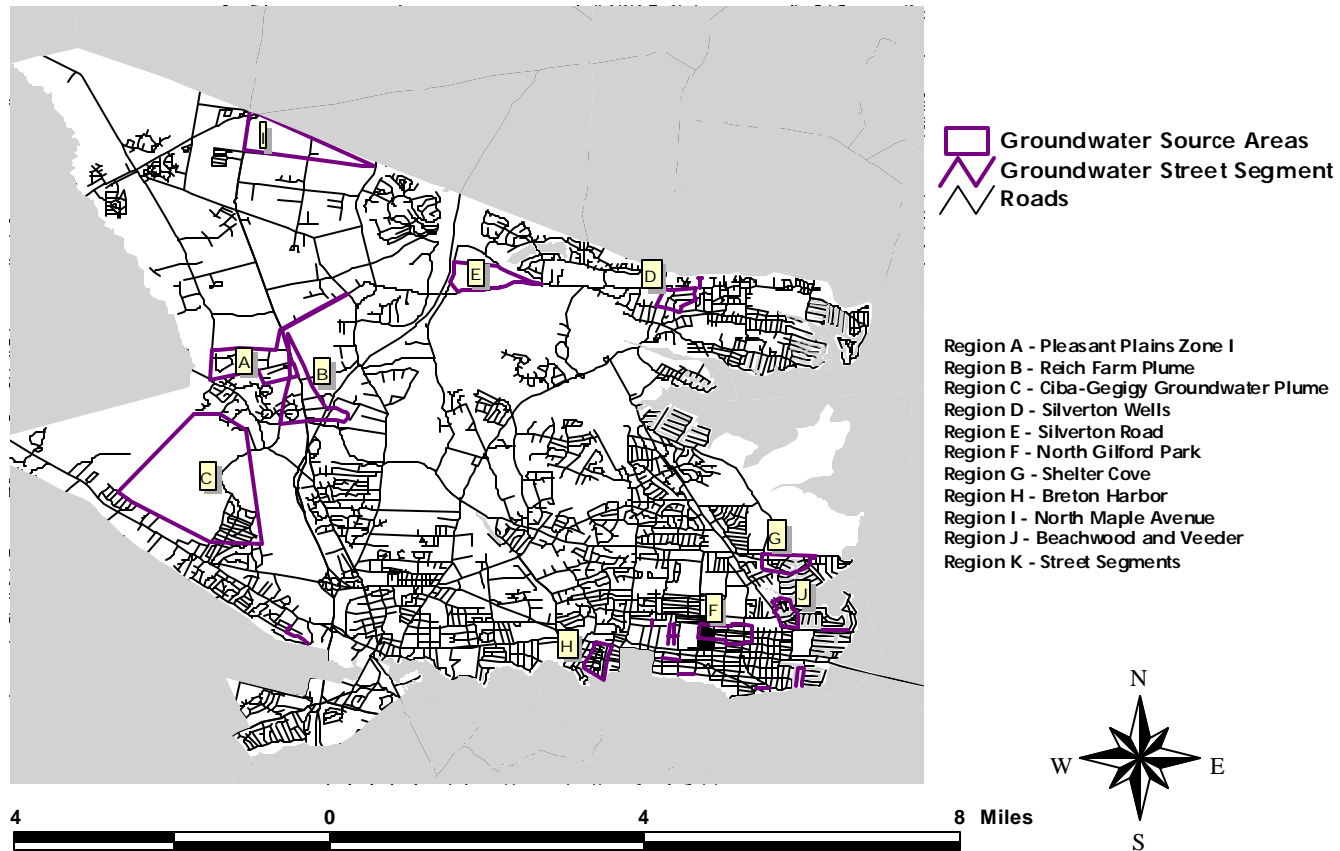 I
E
D
A
B
C
G
J
F
H
Groundwater Source Areas
Groundwater Street Segment
Roads
Region A - Pleasant Plains Zone I
Region B - Reich Farm Plume
Region C - Ciba-Gegigy Groundwater Plume
Region D - Silverton Wells
Region E - Silverton Road
Region F - North Gilford Park
Region G - Shelter Cove
Region H - Breton Harbor
Region I - North Maple Avenue
Region J - Beachwood and Veeder
Region K - Street Segments
N
W E
S
4 0 4 8 Miles